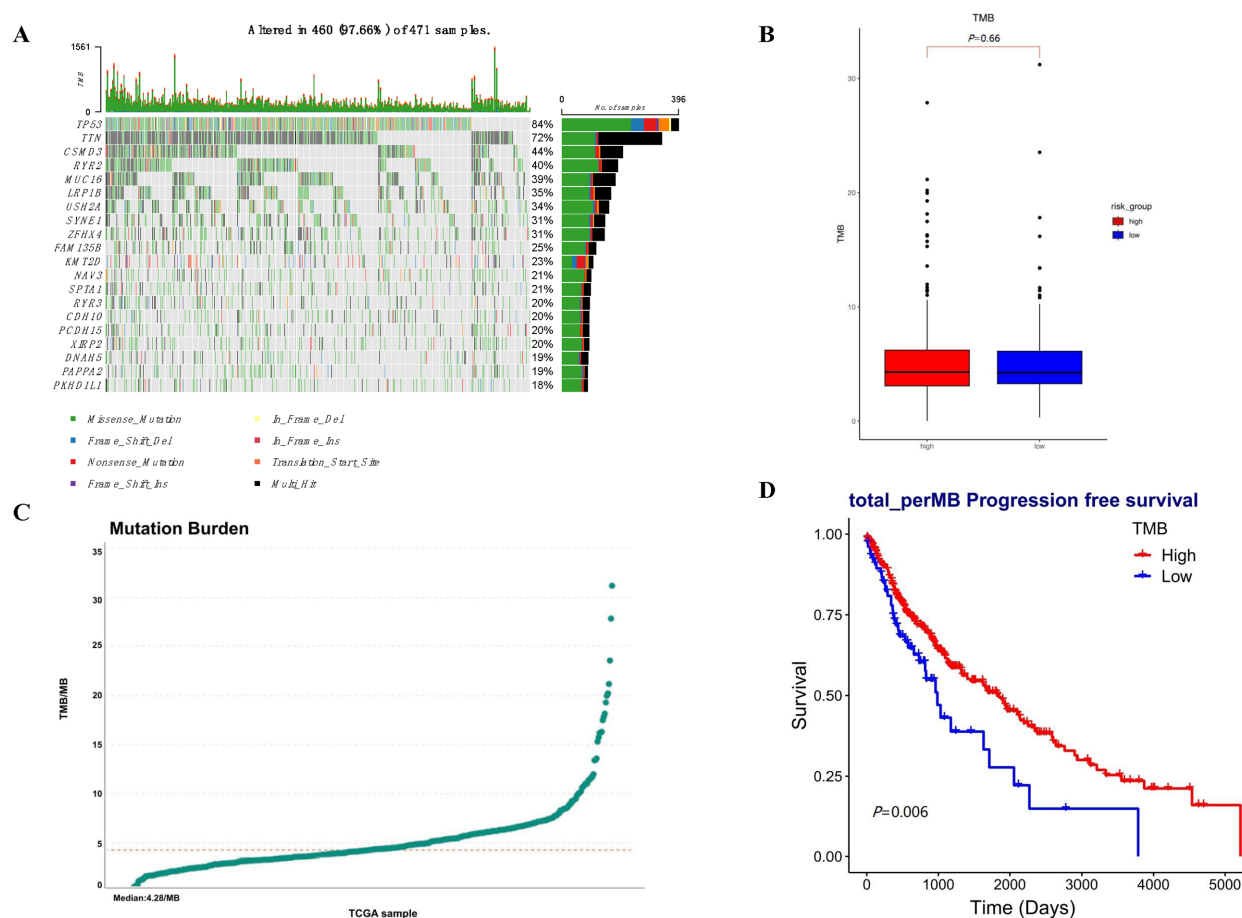 A
Altered in 460 (97.66%) of 471 samples.
1561
TMB
0
0
No. of samples
396
TP53 84%
TTN 72%
CSMD3 44%
RYR2 40%
MUC16 39%
LRP1B 35%
USH2A 34%
SYNE1 31%
ZFHX4 31%
FAM135B 25%
KMT2D 23%
NAV3 21%
SPTA1 21%
RYR3 20%
CDH10 20%
PCDH15 20%
XIRP2 20%
DNAH5 19%
PAPPA2 19%
PKHD1L1 18%
Missense_Mutation
Frame_Shift_Del
Nonsense_Mutation
Frame_Shift_Ins
In_Frame_Del
In_Frame_Ins
Translation_Start_Site
Multi_Hit
B
TMB
P=0.66
30
20
10
0
TMB
high
low
risk_group
high
low
C
Mutation Burden
35
30
25
20
15
10
5
0
TMB/MB
Median:4.28/MB
TCGA sample
D
total_perMB Progression free survival
TMB
High
Low
1.00
0.75
0.50
0.25
0.00
Survival
P=0.006
0 1000 2000 3000 4000 5000
Time (Days)